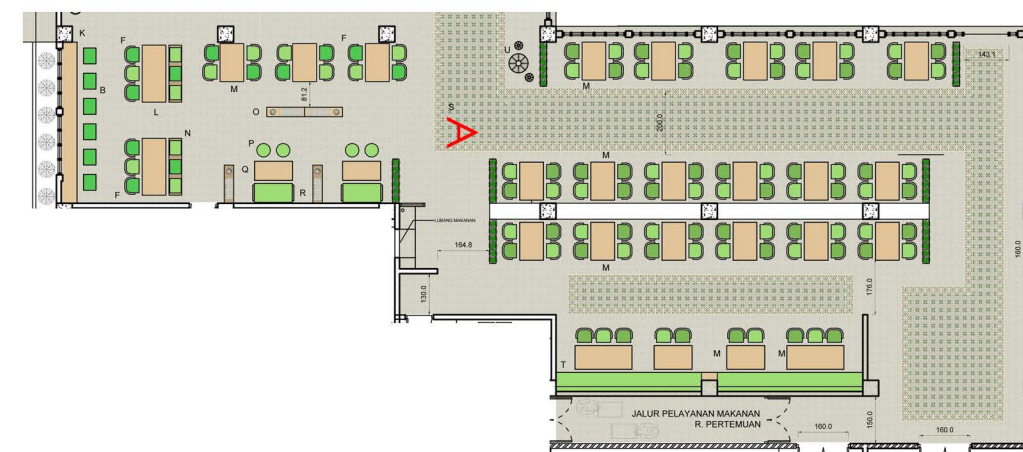 K
F
F
U
B
M
81.2
M
143.1
L
O
S
A
200.0
N
P
M
Q
F
R
LUBANG MAKANAN
164.8
160.0
M
130.0
176.0
T
M
M
JALUR PELAYANAN MAKANAN
R. PERTEMUAN
150.0
160.0
160.0